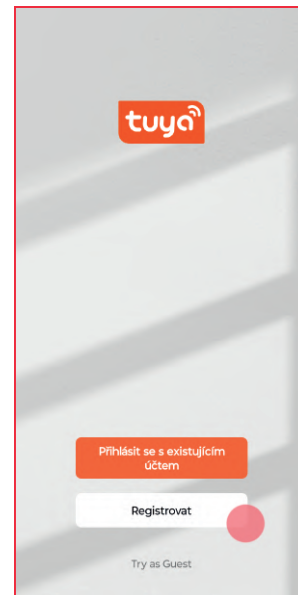 tuya
Přihlásit se s existujícím
účtem
Registrovat
Try as Guest